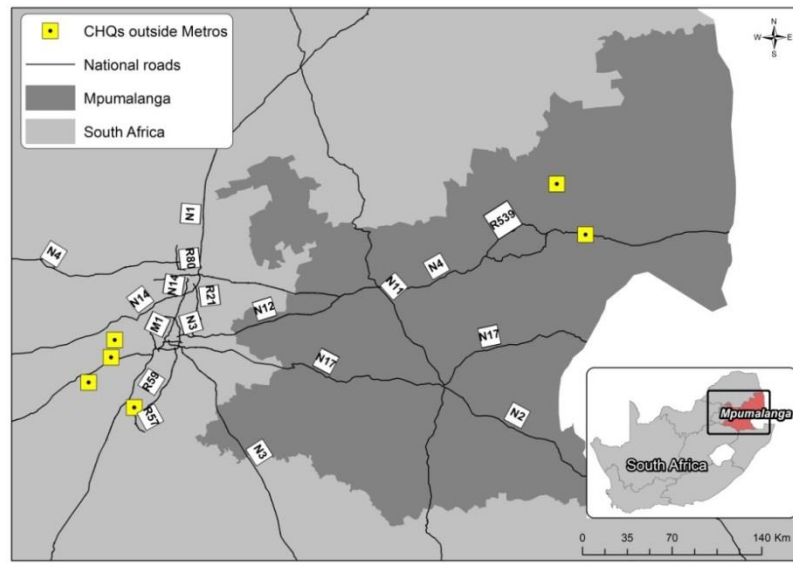 CHQs outside Metros
National roads
Mpumalanga
South Africa
N
W E
S
N1
N4
R80
N14
N14
R21
M1
N3
N12
R539
N4
N11
N17
N17
R59
R57
N3
N2
Mpumalanga
South Africa
0 35 70 140 Km